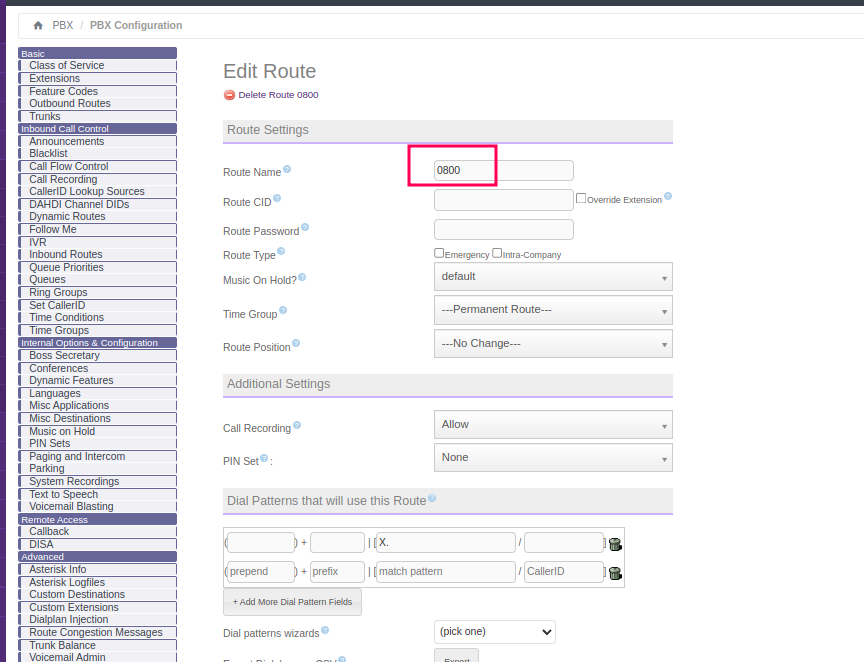 PBX / PBX Configuration
Basic
Class of Service
Extensions
Feature Codes
Outbound Routes
Trunks
Inbound Call Control
Announcements
Blacklist
Call Flow Control
Call Recording
CallerID Lookup Sources
DAHDI Channel DIDs
Dynamic Routes
Follow Me
IVR
Inbound Routes
Queue Priorities
Queues
Ring Groups
Set CallerID
Time Conditions
Time Groups
Internal Options & Configuration
Boss Secretary
Conferences
Dynamic Features
Languages
Misc Applications
Misc Destinations
Music on Hold
PIN Sets
Paging and Intercom
Parking
System Recordings
Text to Speech
Voicemail Blasting
Remote Access
Callback
DISA
Advanced
Asterisk Info
Asterisk Logfiles
Custom Destinations
Custom Extensions
Dialplan Injection
Route Congestion Messages
Trunk Balance
Voicemail Admin
Edit Route
Delete Route 0800
Route Settings
Route Name? 0800
Route CID? Override Extension?
Route Password?
Route Type? Emergency Intra-Company
Music On Hold?? default
Time Group? ---Permanent Route---
Route Position? ---No Change---
Additional Settings
Call Recording? Allow
PIN Set?: None
Dial Patterns that will use this Route?
( ) + | [X. / ]
(prepend) + prefix | [match pattern / CallerID]
+ Add More Dial Pattern Fields
Dial patterns wizards? (pick one)
Export